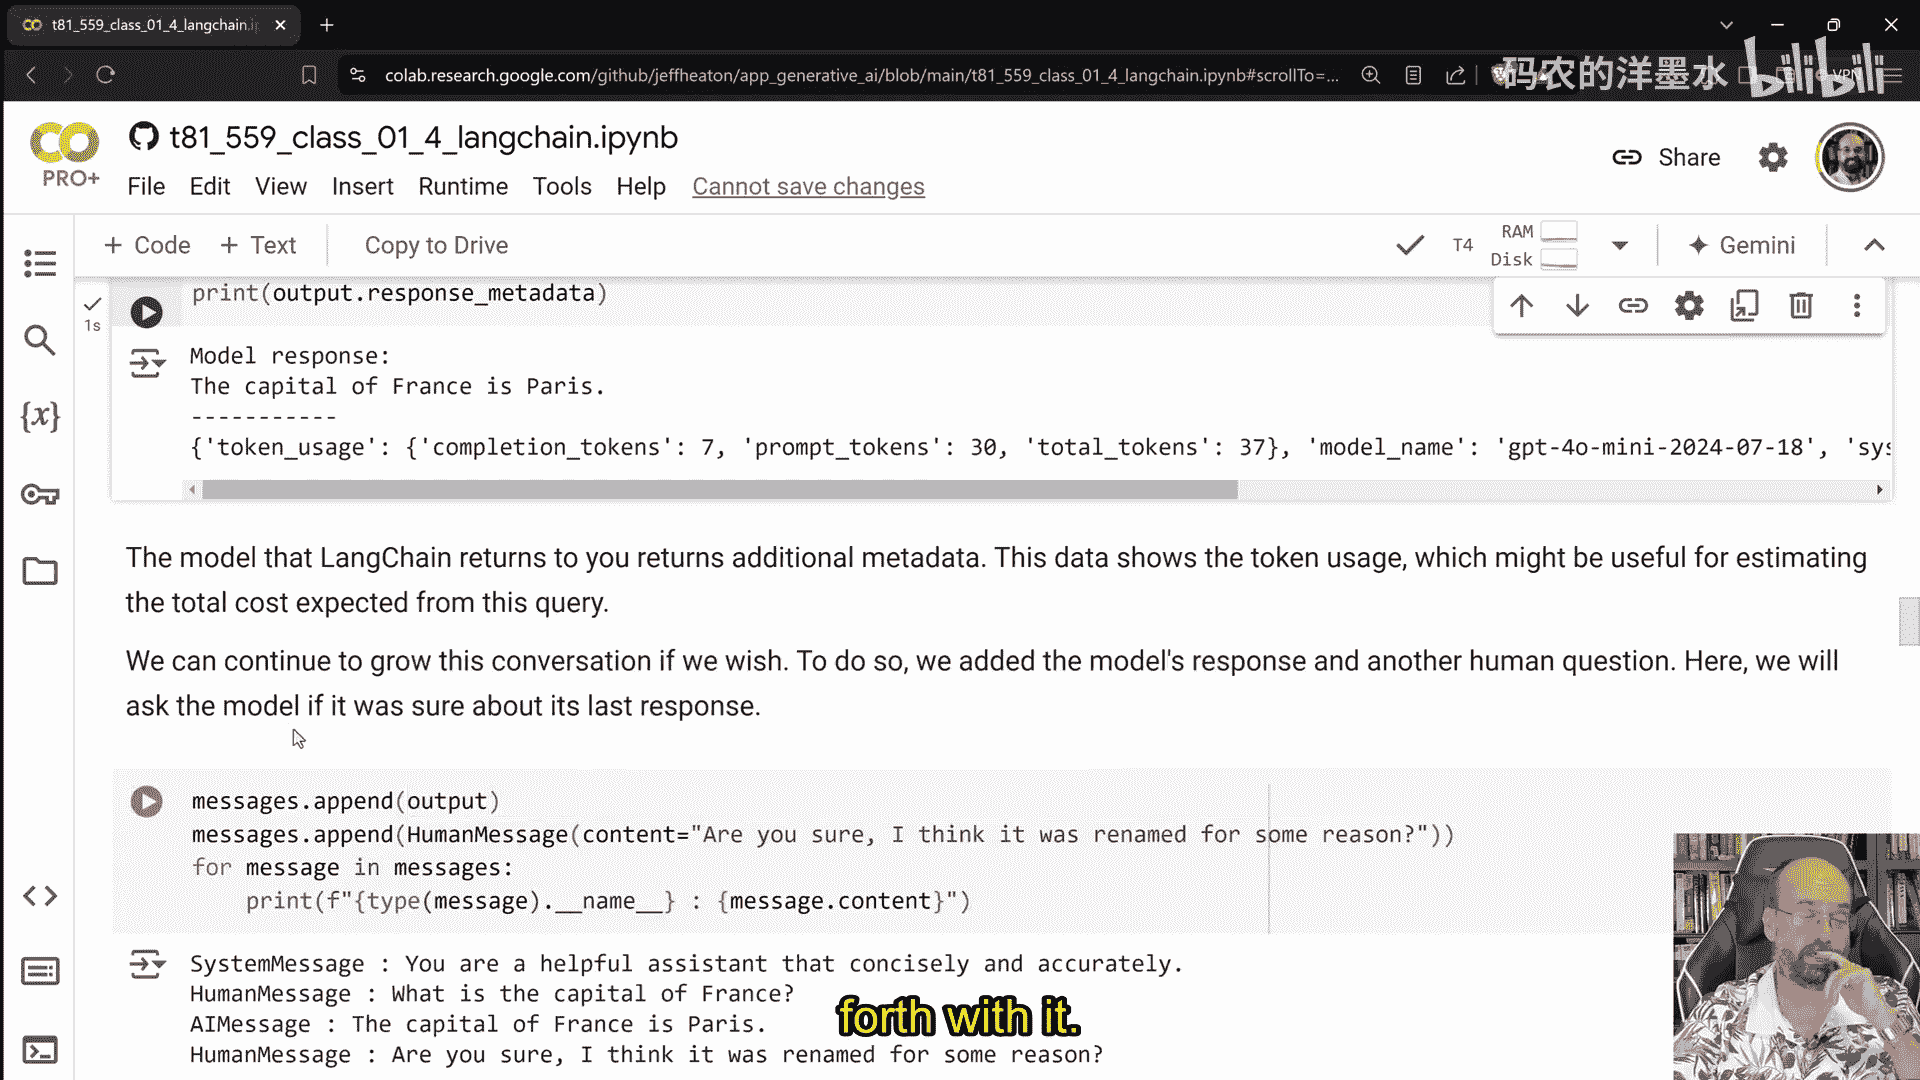 t81_559_class_01_4_langchain.i
colab.research.google.com/github/jeffheaton/app_generative_ai/blob/main/t81_559_class_01_4_langchain.ipynb#scrollTo=...
码农的洋墨水 bilibili
VPN
CO
PRO+
t81_559_class_01_4_langchain.ipynb
File Edit View Insert Runtime Tools Help Cannot save changes
Share
+ Code + Text Copy to Drive
T4
RAM
Disk
Gemini
print(output.response_metadata)
1s
Model response:
The capital of France is Paris.
-----------
{'token_usage': {'completion_tokens': 7, 'prompt_tokens': 30, 'total_tokens': 37}, 'model_name': 'gpt-4o-mini-2024-07-18', 'sys
The model that LangChain returns to you returns additional metadata. This data shows the token usage, which might be useful for estimating
the total cost expected from this query.
We can continue to grow this conversation if we wish. To do so, we added the model's response and another human question. Here, we will
ask the model if it was sure about its last response.
messages.append(output)
messages.append(HumanMessage(content="Are you sure, I think it was renamed for some reason?"))
for message in messages:
    print(f"{type(message).__name__} : {message.content}")
SystemMessage : You are a helpful assistant that concisely and accurately.
HumanMessage : What is the capital of France?
AIMessage : The capital of France is Paris.
HumanMessage : Are you sure, I think it was renamed for some reason?
forth with it.